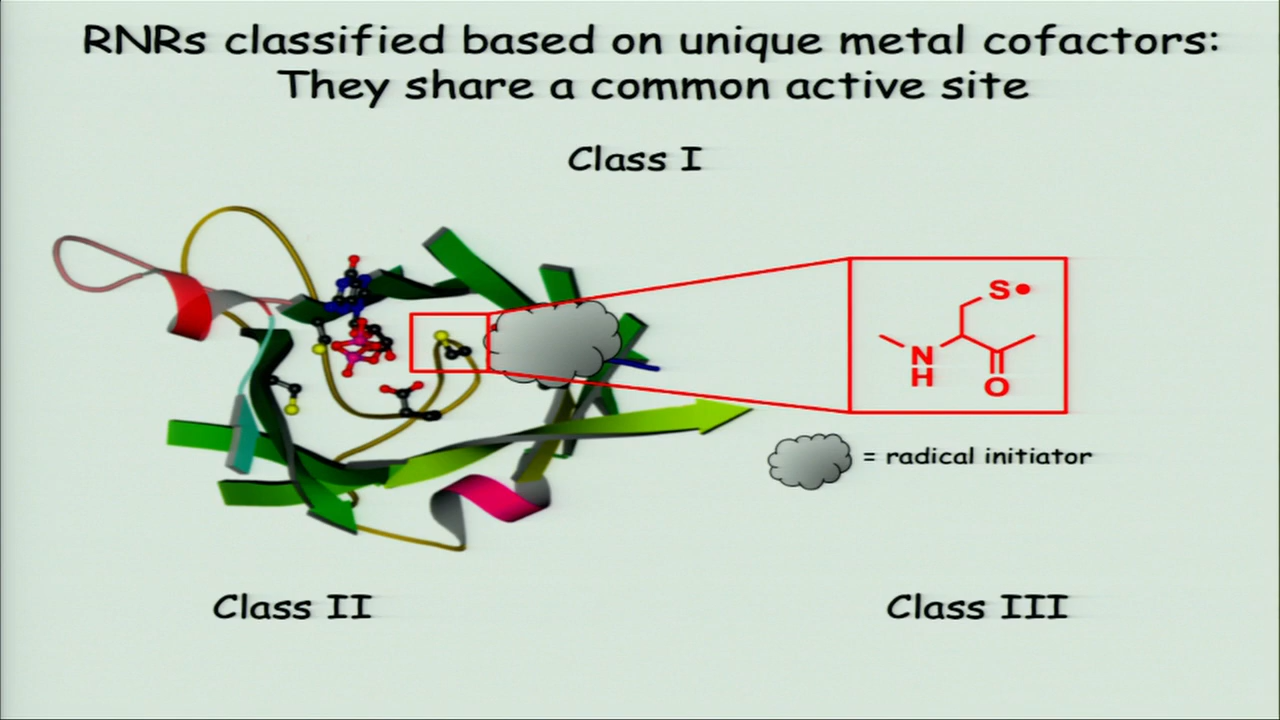 RNRs classified based on unique metal cofactors:
They share a common active site
Class I
S•
N
H
O
= radical initiator
Class II
Class III